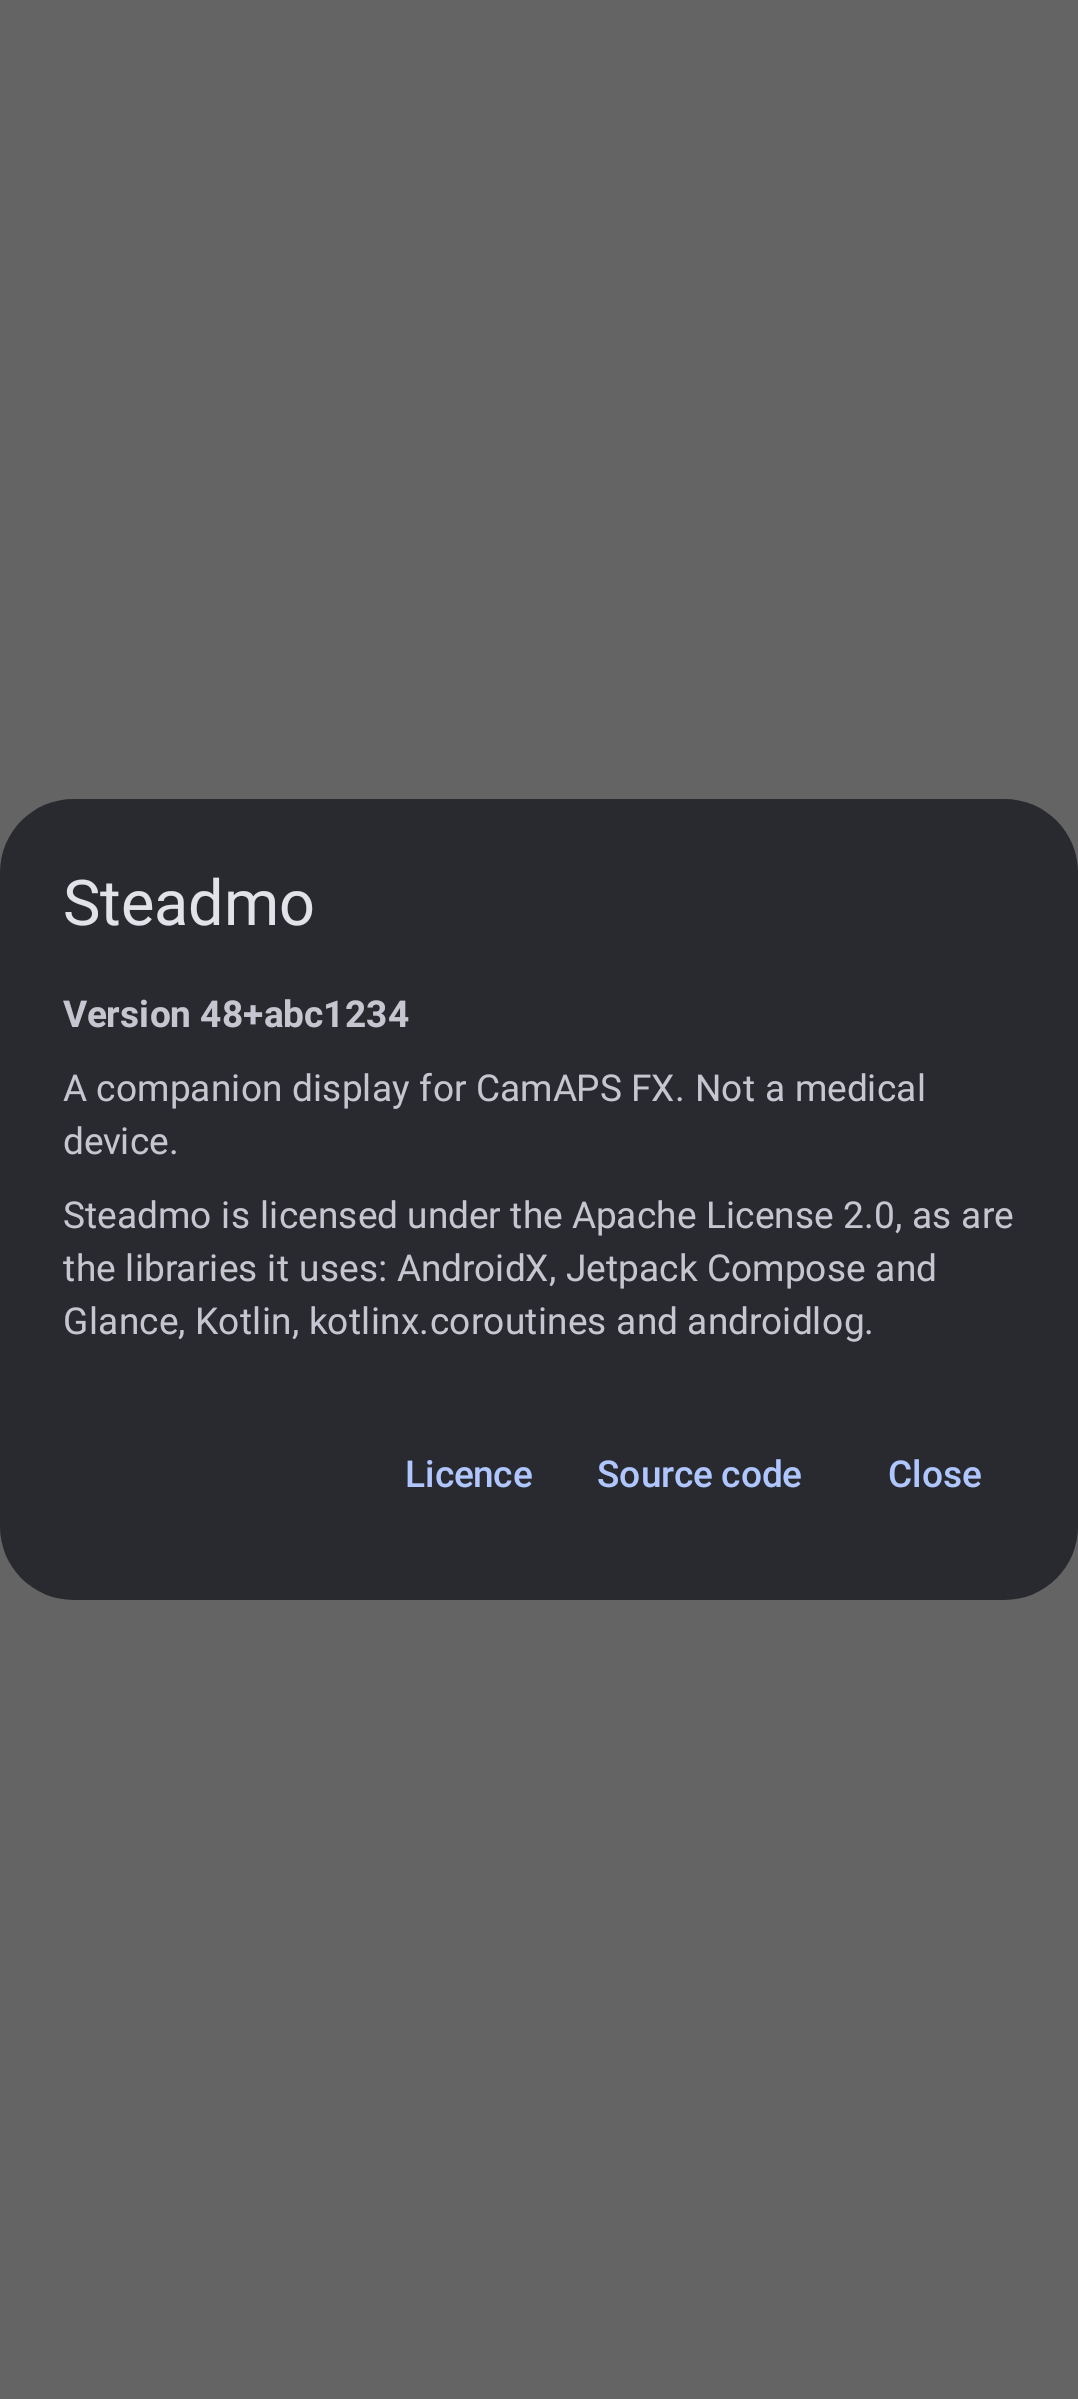 Steadmo
Version 48+abc1234
A companion display for CamAPS FX. Not a medical
device.
Steadmo is licensed under the Apache License 2.0, as are
the libraries it uses: AndroidX, Jetpack Compose and
Glance, Kotlin, kotlinx.coroutines and androidlog.
Licence Source code Close